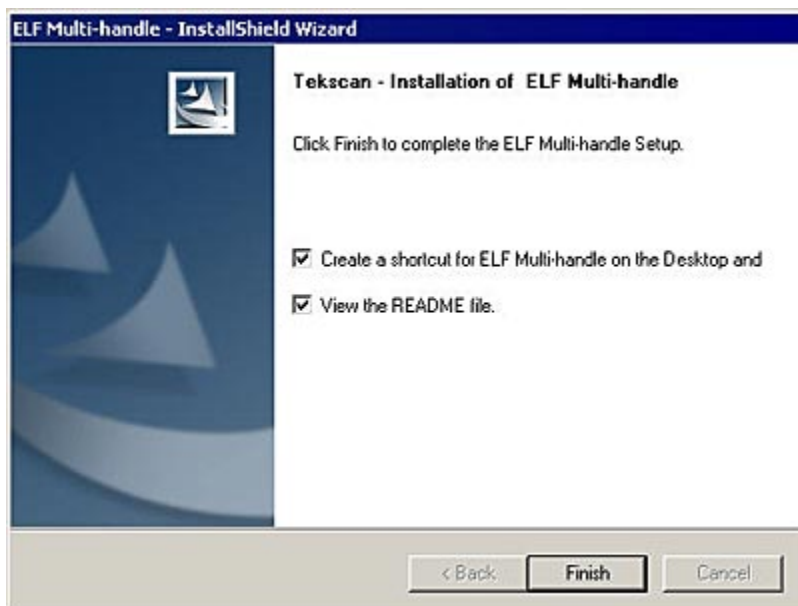 ELF Multi-handle - InstallShield Wizard
Tekscan - Installation of ELF Multi-handle
Click Finish to complete the ELF Multi-handle Setup.
Create a shortcut for ELF Multi-handle on the Desktop and
View the README file.
< Back Finish Cancel